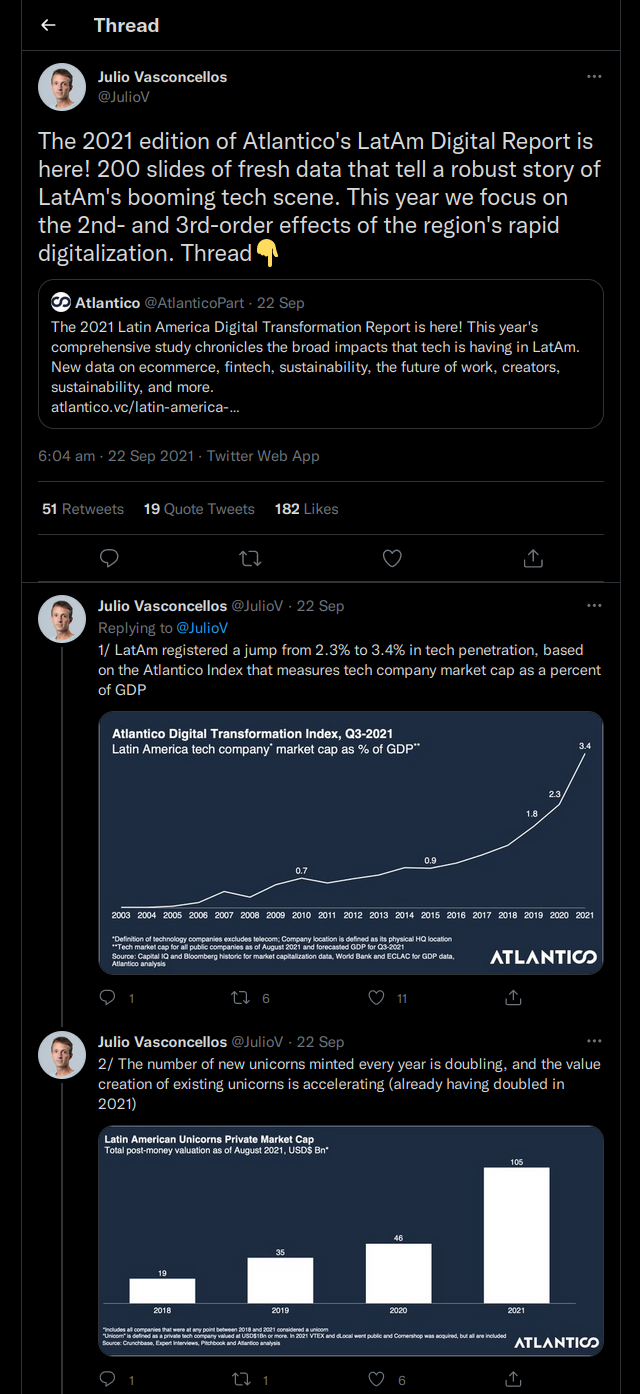 Thread
Julio Vasconcellos
@JulioV
The 2021 edition of Atlantico's LatAm Digital Report is
here! 200 slides of fresh data that tell a robust story of
LatAm's booming tech scene. This year we focus on
the 2nd- and 3rd-order effects of the region's rapid
digitalization. Thread👇
Atlantico @AtlanticoPart · 22 Sep
The 2021 Latin America Digital Transformation Report is here! This year's
comprehensive study chronicles the broad impacts that tech is having in LatAm.
New data on ecommerce, fintech, sustainability, the future of work, creators,
sustainability, and more.
atlantico.vc/latin-america-...
6:04 am · 22 Sep 2021 · Twitter Web App
51 Retweets 19 Quote Tweets 182 Likes
Julio Vasconcellos @JulioV · 22 Sep
Replying to @JulioV
1/ LatAm registered a jump from 2.3% to 3.4% in tech penetration, based
on the Atlantico Index that measures tech company market cap as a percent
of GDP
Atlantico Digital Transformation Index, Q3-2021
Latin America tech company* market cap as % of GDP**
3.4
2.3
1.8
0.9
0.7
2003 2004 2005 2006 2007 2008 2009 2010 2011 2012 2013 2014 2015 2016 2017 2018 2019 2020 2021
*Definition of technology companies excludes telecom; Company location is defined as its physical HQ location
**Tech market cap for all public companies as of August 2021 and forecasted GDP for Q3-2021
Source: Capital IQ and Bloomberg historic for market capitalization data, World Bank and ECLAC for GDP data,
Atlantico analysis
ATLANTICO
1 6 11
Julio Vasconcellos @JulioV · 22 Sep
2/ The number of new unicorns minted every year is doubling, and the value
creation of existing unicorns is accelerating (already having doubled in
2021)
Latin American Unicorns Private Market Cap
Total post-money valuation as of August 2021, USD$ Bn*
105
46
35
19
2018 2019 2020 2021
*Includes all companies that were at any point between 2018 and 2021 considered a unicorn
"Unicorn" is defined as a private tech company valued at USD$1Bn or more. In 2021 VTEX and dLocal went public and Cornershop was acquired, but all are included
Source: Crunchbase, Expert Interviews, Pitchbook and Atlantico analysis
ATLANTICO
1 1 6